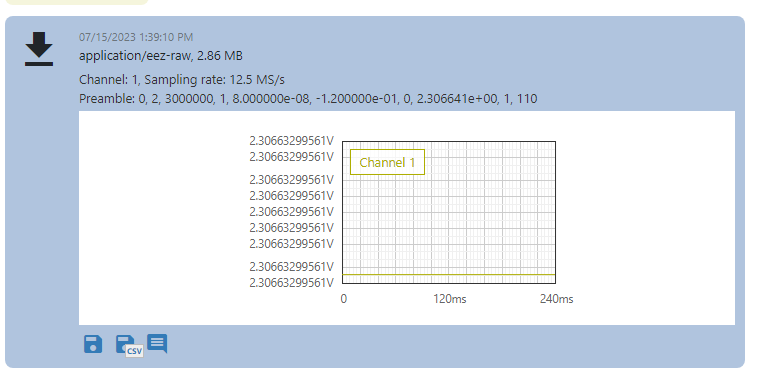 07/15/2023 1:39:10 PM
application/eez-raw, 2.86 MB
Channel: 1, Sampling rate: 12.5 MS/s
Preamble: 0, 2, 3000000, 1, 8.000000e-08, -1.200000e-01, 0, 2.306641e+00, 1, 110
2.30663299561V
2.30663299561V
Channel 1
2.30663299561V
2.30663299561V
2.30663299561V
2.30663299561V
2.30663299561V
2.30663299561V
2.30663299561V
0 120ms 240ms
CSV